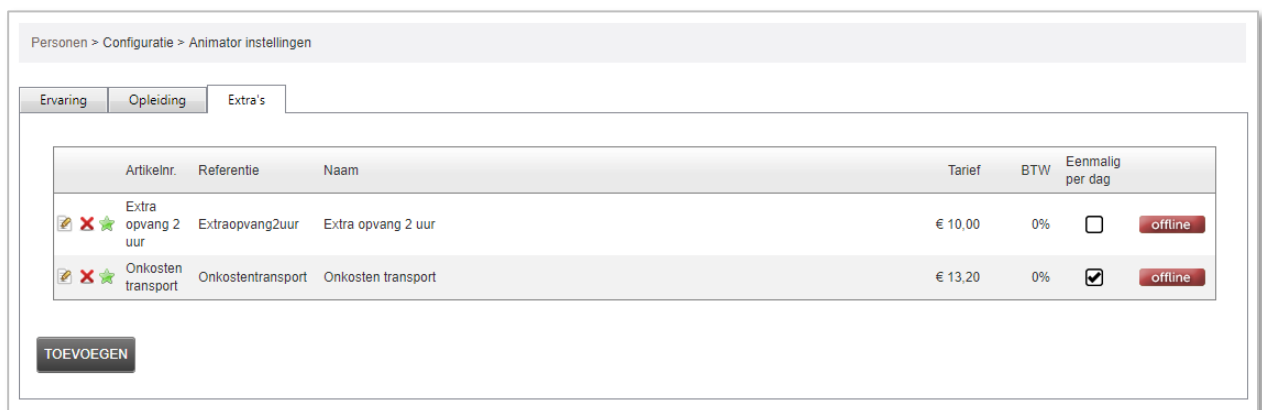 Personen > Configuratie > Animator instellingen
Ervaring Opleiding Extra's
Artikelnr. Referentie Naam Tarief BTW Eenmalig
per dag
Extra
opvang 2 Extraopvang2uur Extra opvang 2 uur € 10,00 0% offline
uur
Onkosten
transport Onkostentransport Onkosten transport € 13,20 0% offline
TOEVOEGEN